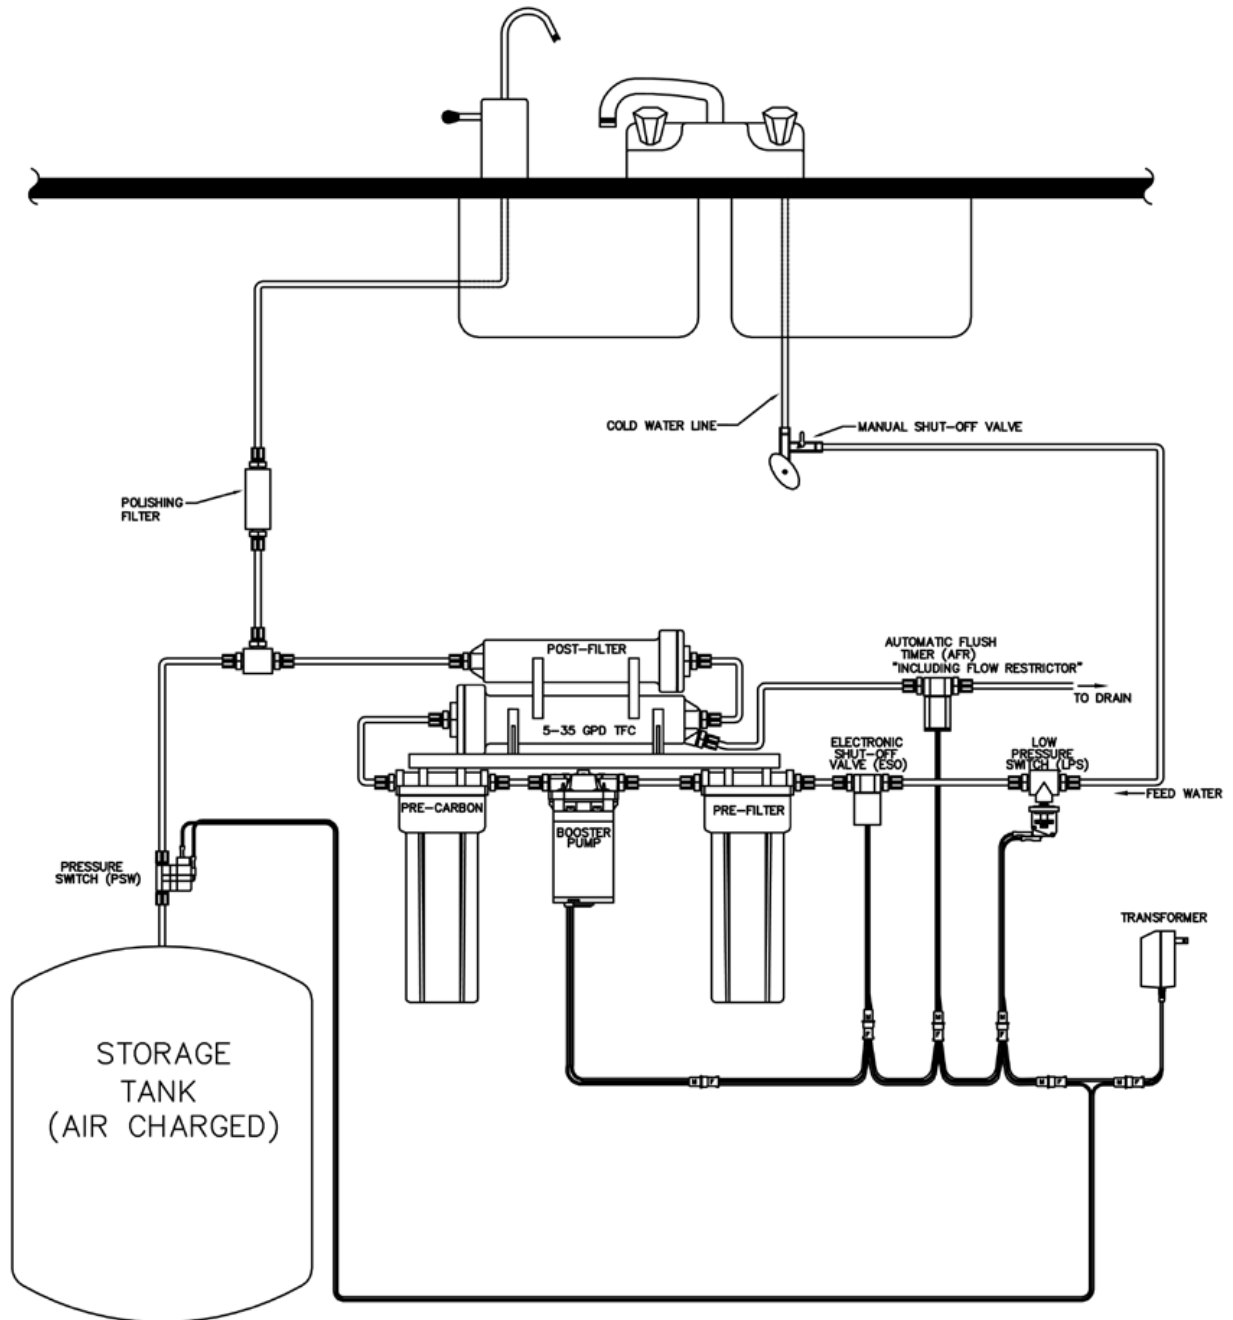 COLD WATER LINE
MANUAL SHUT-OFF VALVE
POLISHING
FILTER
POST-FILTER
AUTOMATIC FLUSH
TIMER (AFR)
"INCLUDING FLOW RESTRICTOR"
TO DRAIN
5-35 GPD TFC
ELECTRONIC
SHUT-OFF
VALVE (ESO)
LOW
PRESSURE
SWITCH (LPS)
FEED WATER
PRE-CARBON
BOOSTER
PUMP
PRE-FILTER
PRESSURE
SWITCH (PSW)
TRANSFORMER
M
F
M
F
M
F
M F
M F
M F
STORAGE
TANK
(AIR CHARGED)